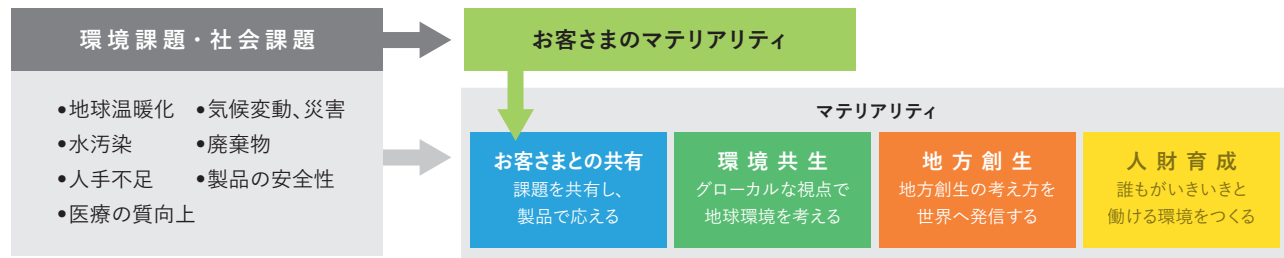 環境課題・社会課題
•地球温暖化 •気候変動、災害
•水汚染 •廃棄物
•人手不足 •製品の安全性
•医療の質向上
お客さまのマテリアリティ
マテリアリティ
お客さまとの共有
課題を共有し、
製品で応える
環境共生
グローカルな視点で
地球環境を考える
地方創生
地方創生の考え方を
世界へ発信する
人財育成
誰もがいきいきと
働ける環境をつくる